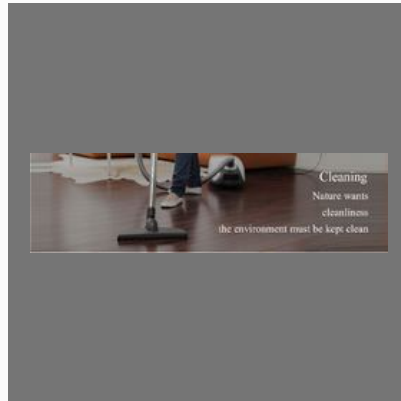 Cleaning
Nature wants
cleanliness
the environment must be kept clean